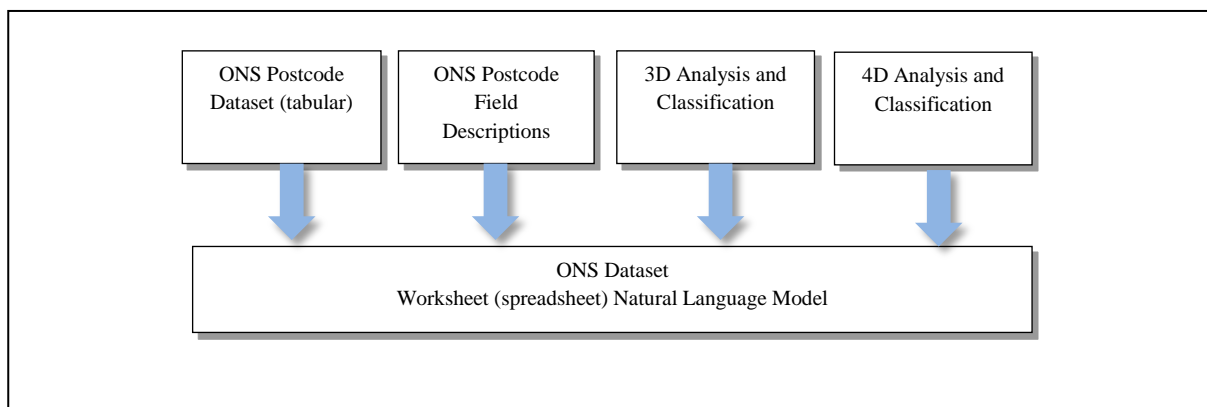 ONS Postcode
Dataset (tabular)
ONS Postcode
Field
Descriptions
3D Analysis and
Classification
4D Analysis and
Classification
ONS Dataset
Worksheet (spreadsheet) Natural Language Model